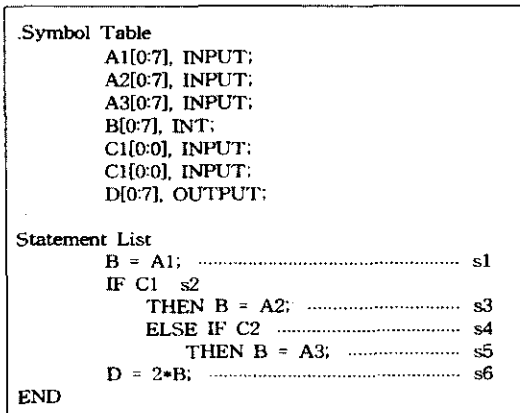 .Symbol Table
A1[0:7], INPUT;
A2[0:7], INPUT;
A3[0:7], INPUT;
B[0:7], INT;
C1[0:0], INPUT;
C1[0:0], INPUT;
D[0:7], OUTPUT;
Statement List
B = A1; ................................................ s1
IF C1 s2
THEN B = A2; ............................... s3
ELSE IF C2 ..................................... s4
THEN B = A3; ...................... s5
D = 2*B; .............................................. s6
END